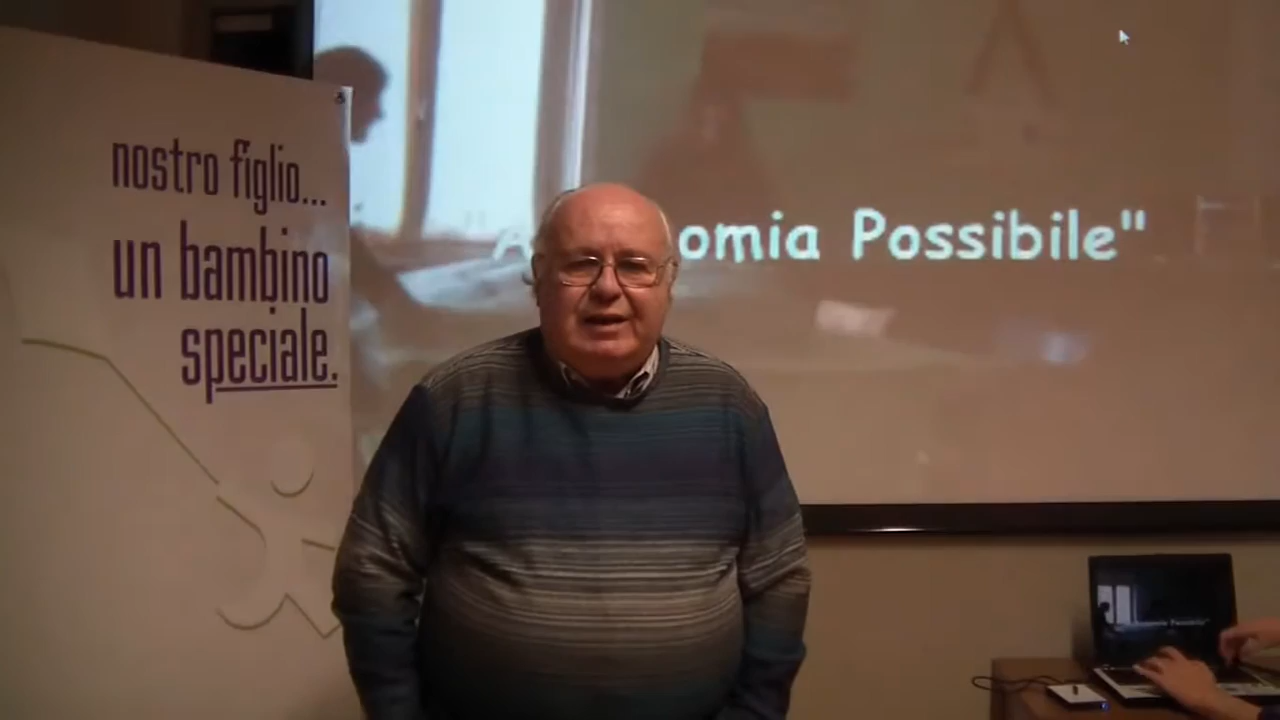 nostro figlio...
un bambino
speciale.
omia Possibile"